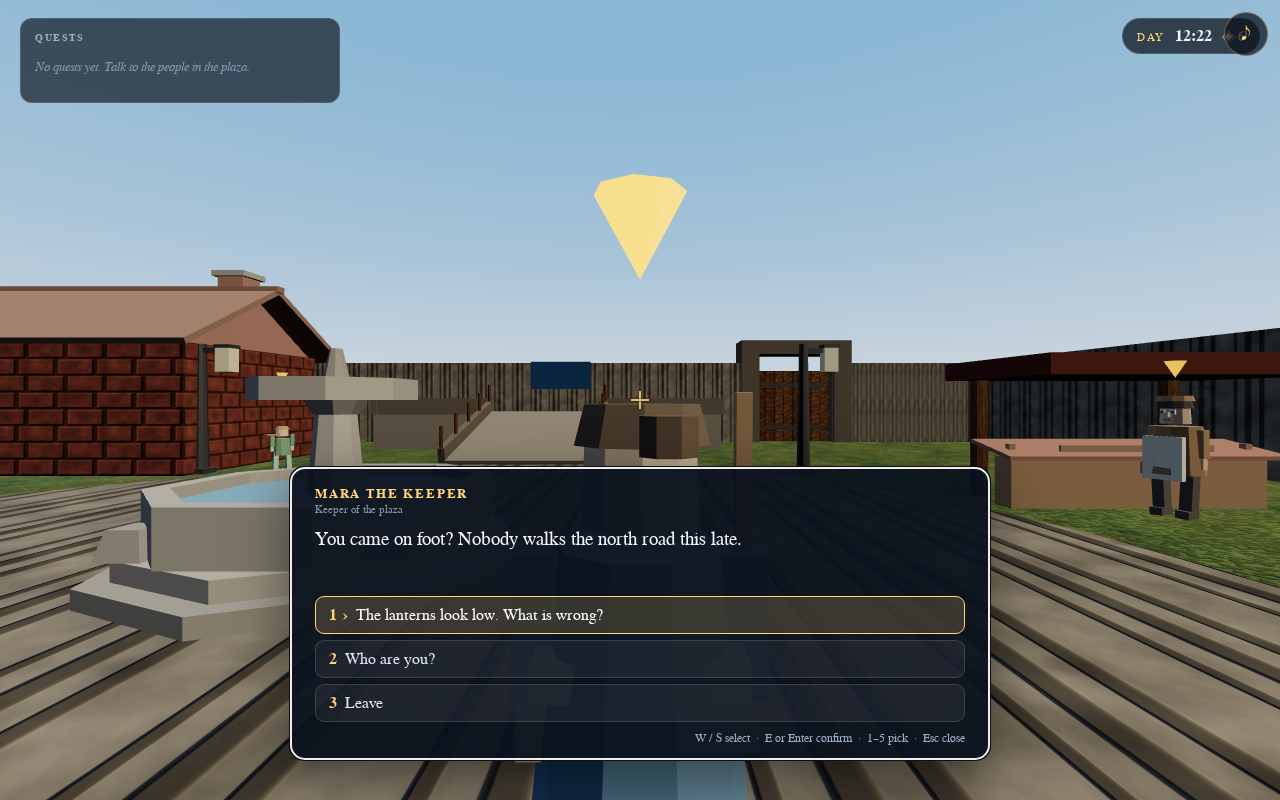 QUESTS
No quests yet. Talk to the people in the plaza.
DAY 12:22
MARA THE KEEPER
Keeper of the plaza
You came on foot? Nobody walks the north road this late.
1 › The lanterns look low. What is wrong?
2 Who are you?
3 Leave
W / S select · E or Enter confirm · 1–5 pick · Esc close